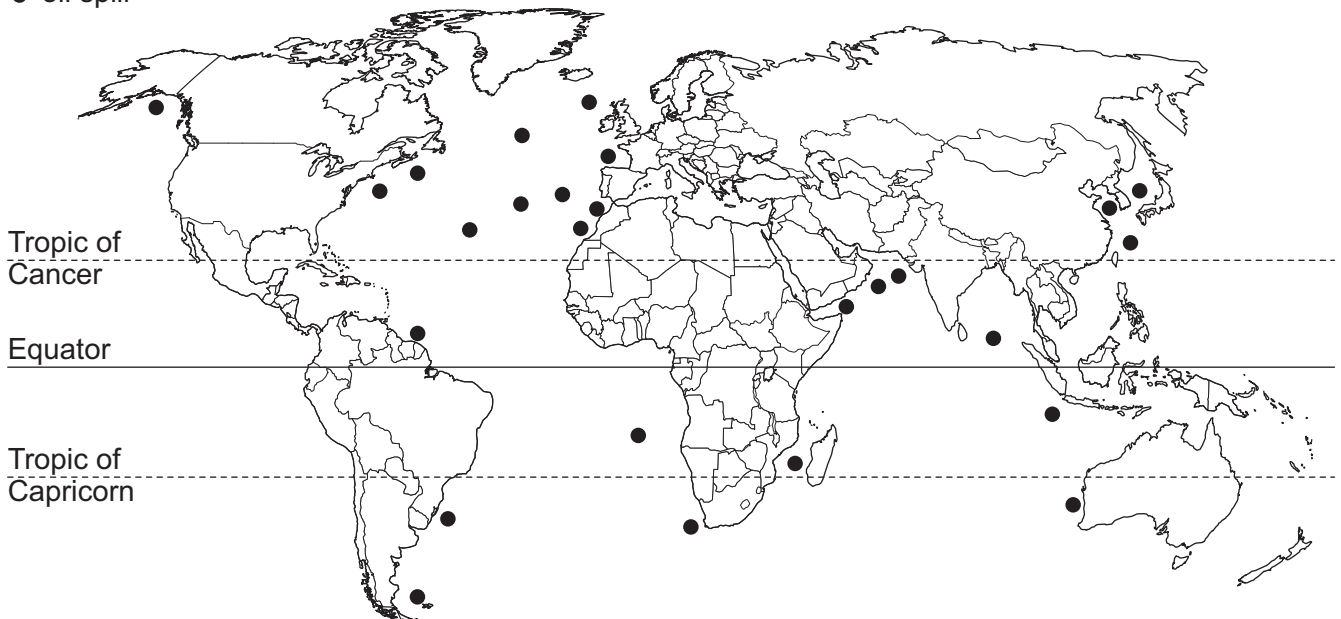 oil spill
Tropic of
Cancer
Equator
Tropic of
Capricorn